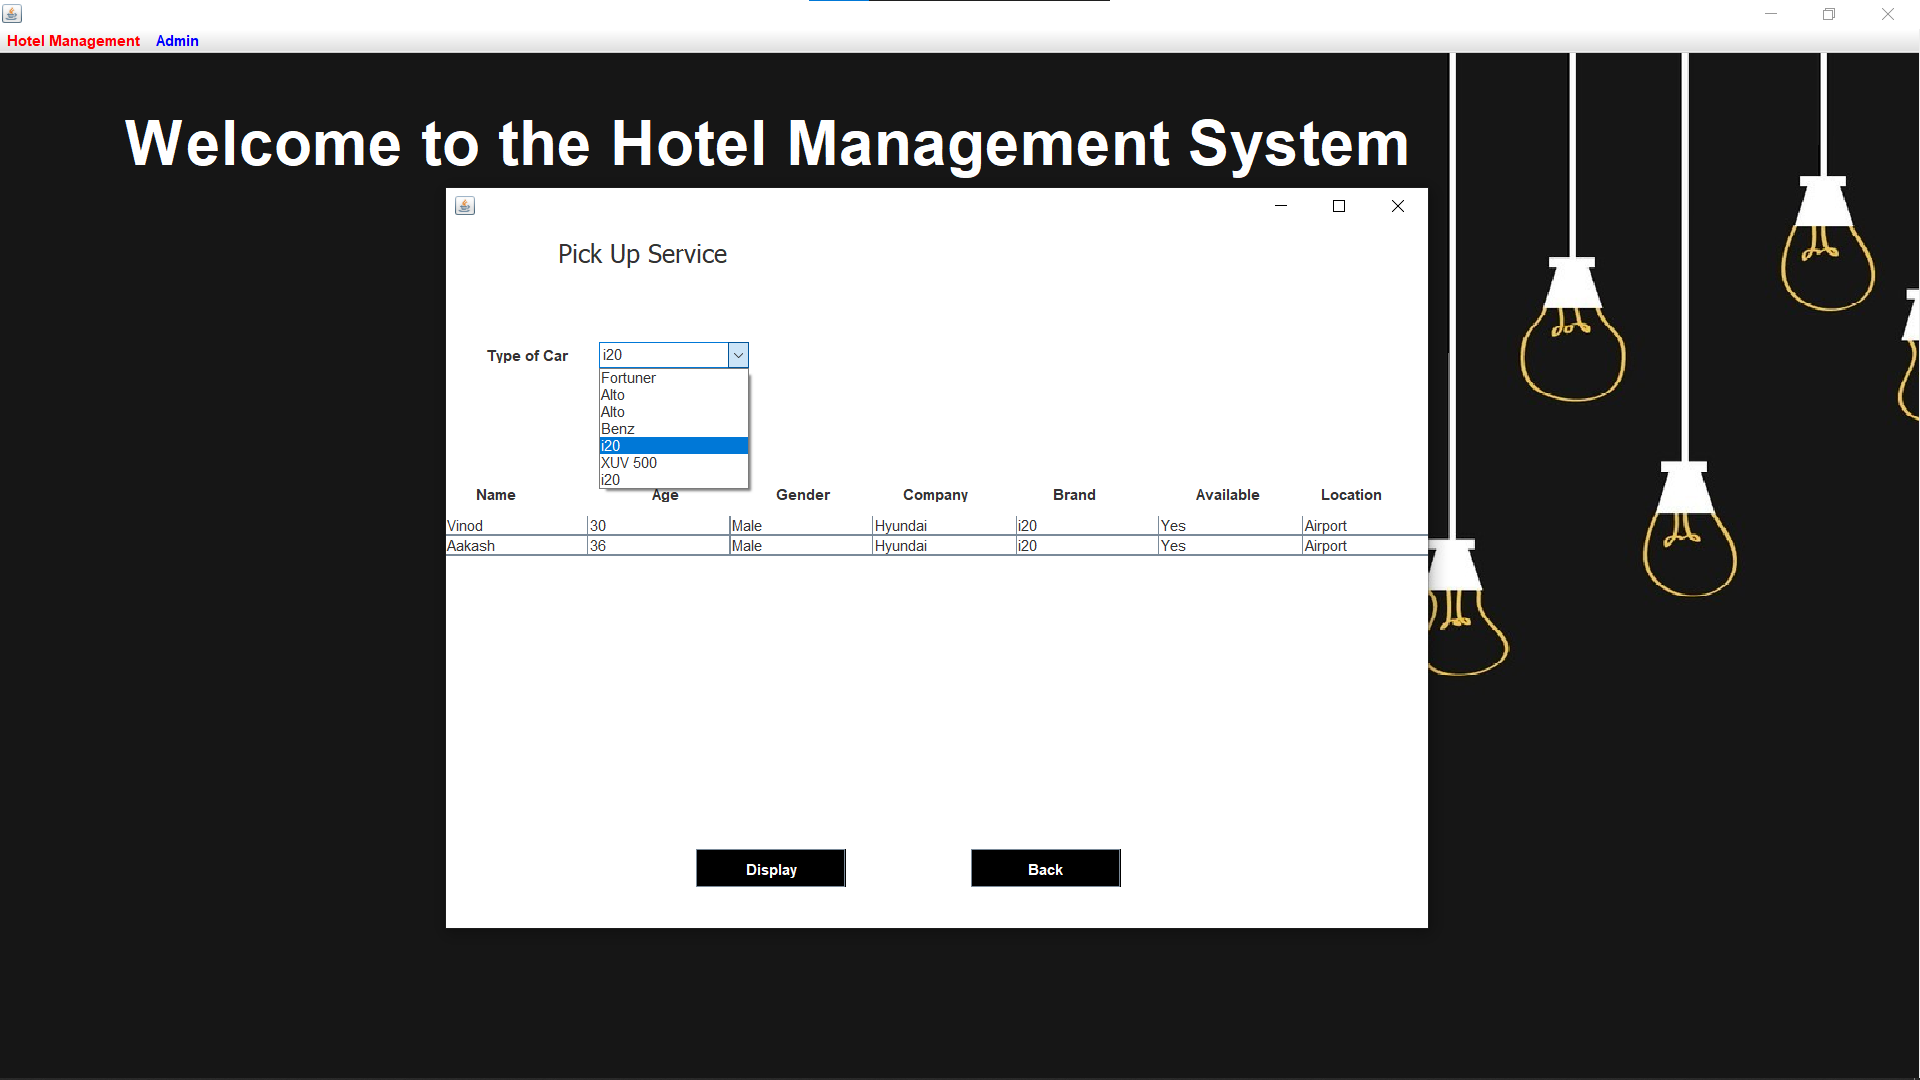 Hotel Management Admin
Welcome to the Hotel Management System
Pick Up Service
Type of Car i20
Fortuner
Alto
Alto
Benz
i20
XUV 500
i20
Name Age Gender Company Brand Available Location
Vinod 30 Male Hyundai i20 Yes Airport
Aakash 36 Male Hyundai i20 Yes Airport
Display Back